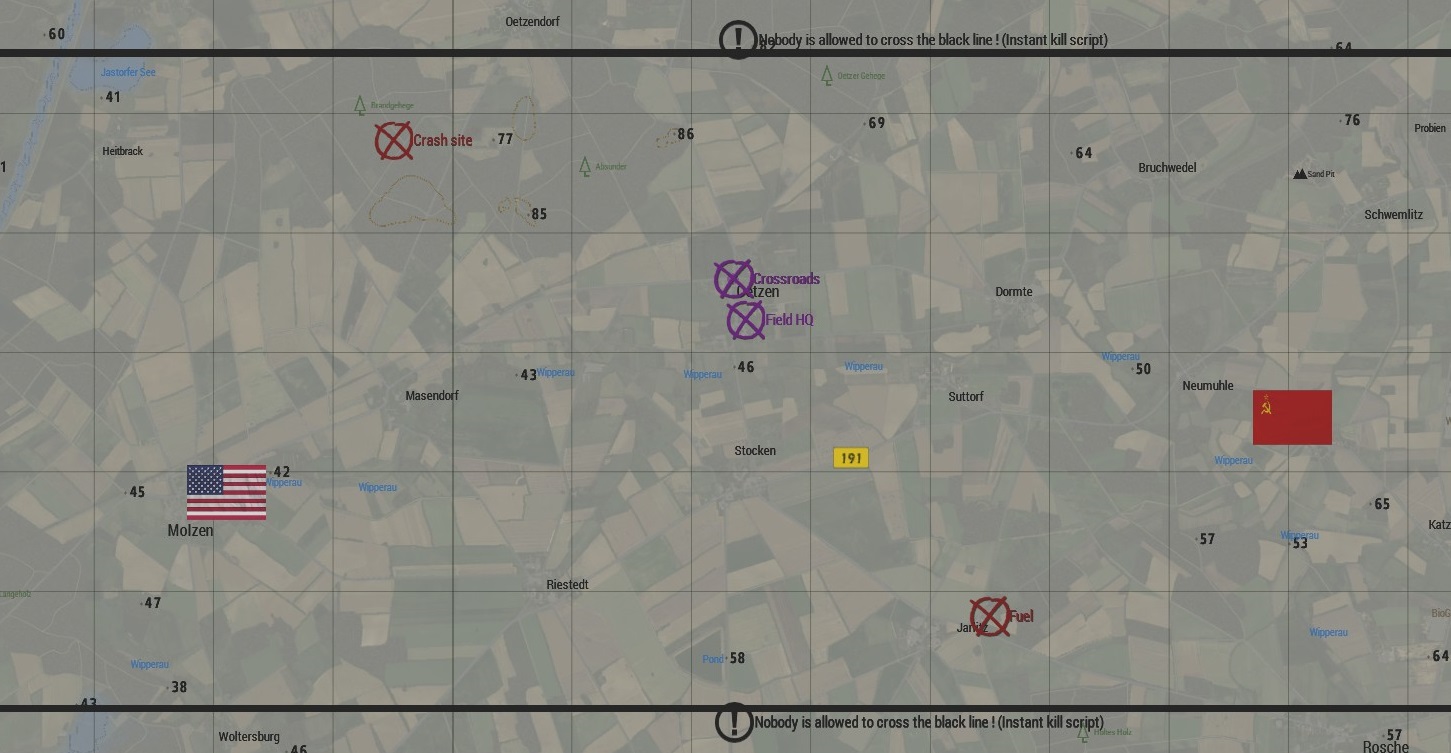 60
Oetzendorf
Nobody is allowed to cross the black line ! (Instant kill script)
64
Jastorfer See
Oetzer Gehege
41
Brandgehege
76
69
Probien
Crash site
77
86
Heitbrack
64
1
Absunder
Bruchwedel
Sand Pit
85
Schwemlitz
Crossroads
Oetzen
Dormte
Field HQ
Wipperau
46
Wipperau
50
43
Wipperau
Wipperau
Neumuhle
Masendorf
Suttorf
Stocken
191
Wipperau
42
Wipperau
Wipperau
45
65
Molzen
Katz
57
Wipperau
53
Riestedt
47
BioG
Fuel
Jarlitz
Wipperau
Pond
58
64
Wipperau
38
43
Nobody is allowed to cross the black line ! (Instant kill script)
Hohes Holz
57
Woltersburg
46
Rosche